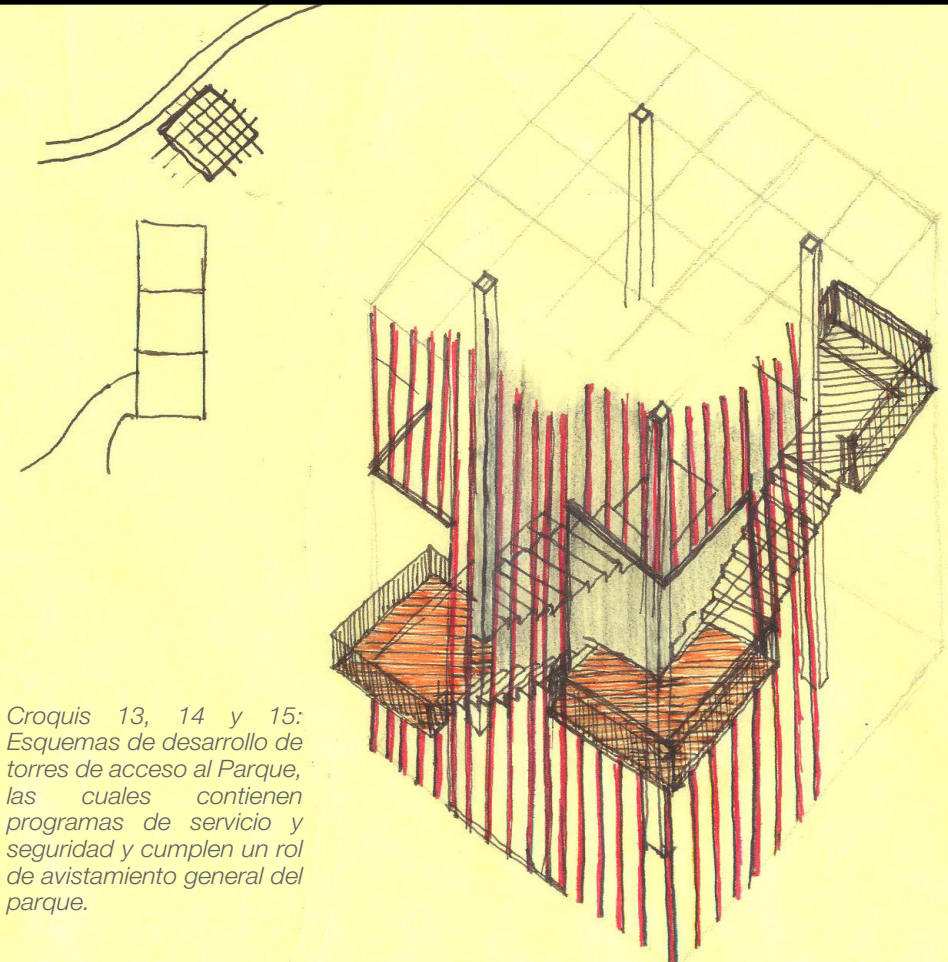 Croquis 13, 14 y 15:
Esquemas de desarrollo de
torres de acceso al Parque,
las cuales contienen
programas de servicio y
seguridad y cumplen un rol
de avistamiento general del
parque.